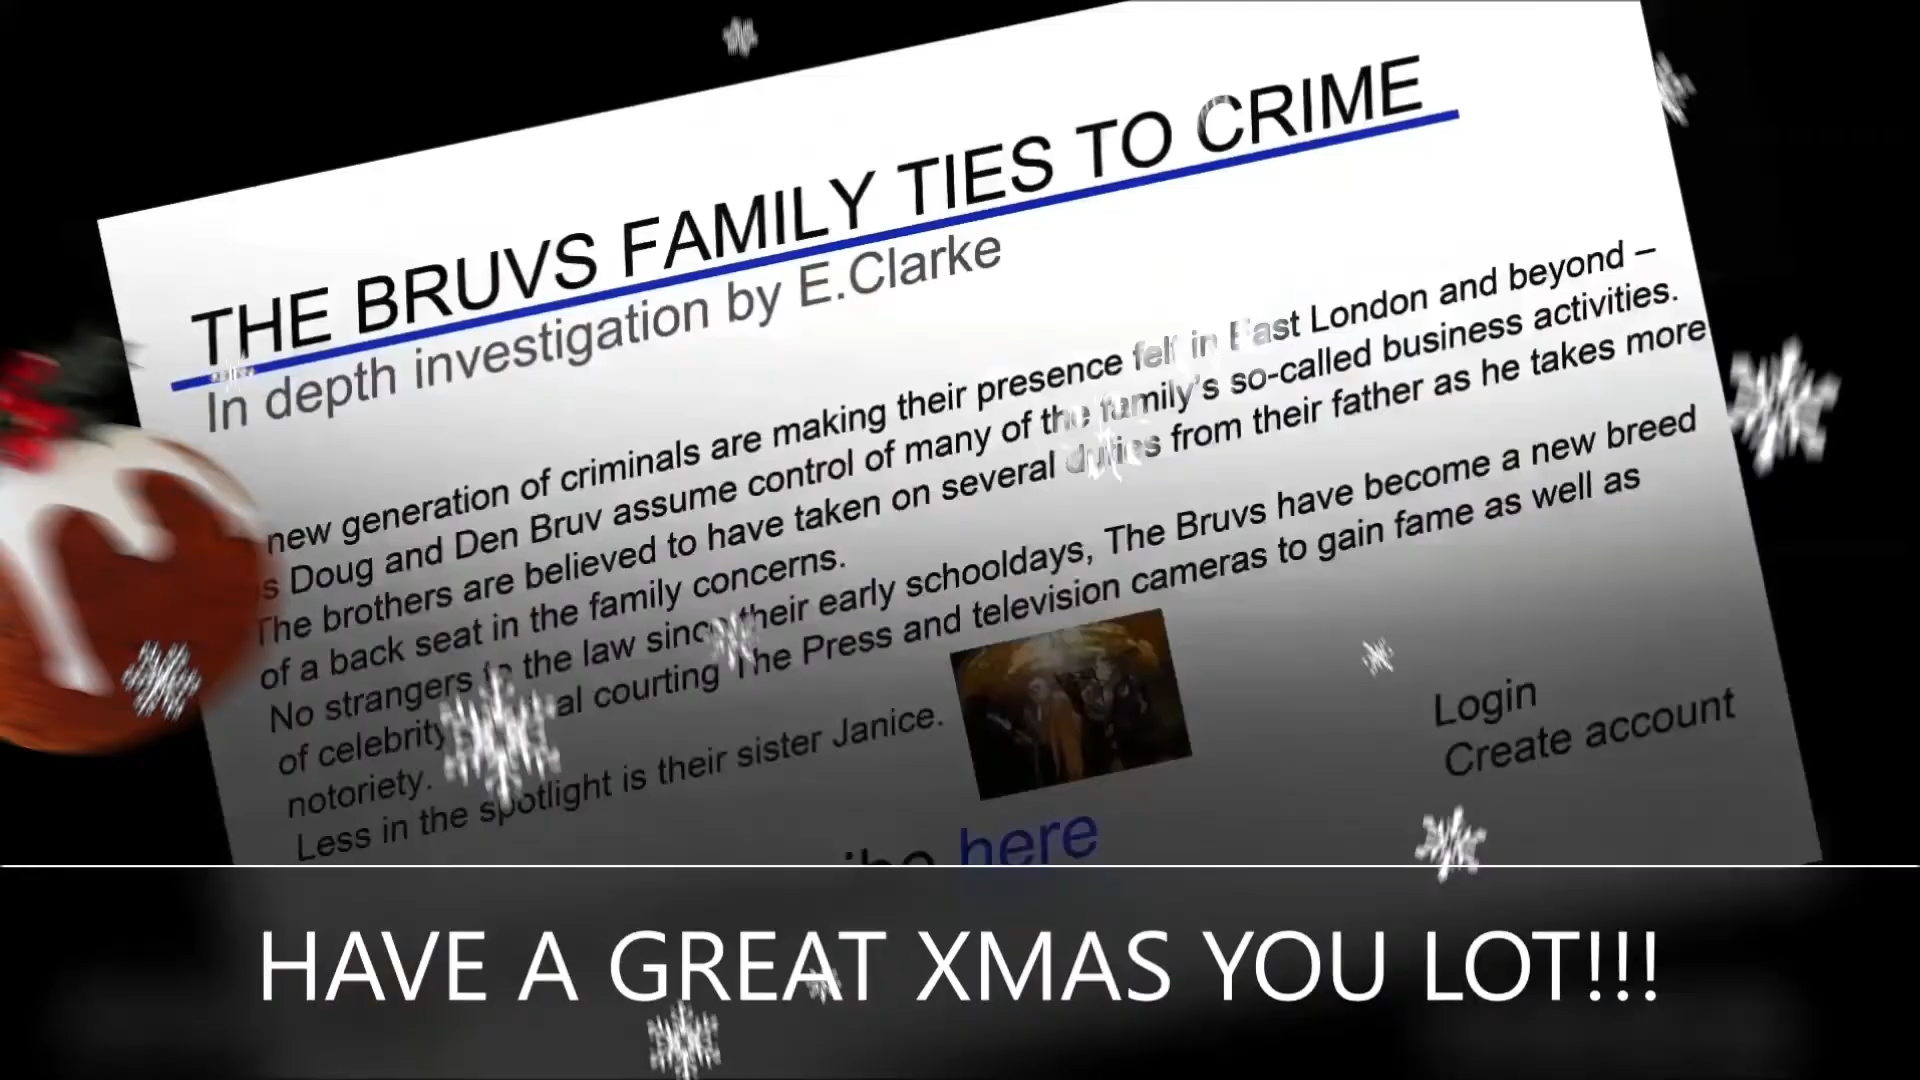 THE BRUVS FAMILY TIES TO CRIME
In depth investigation by E.Clarke
new generation of criminals are making their presence felt in East London and beyond –
s Doug and Den Bruv assume control of many of the family's so-called business activities.
The brothers are believed to have taken on several duties from their father as he takes more
of a back seat in the family concerns.
No strangers to the law since their early schooldays, The Bruvs have become a new breed
of celebrity al courting The Press and television cameras to gain fame as well as
notoriety.
Less in the spotlight is their sister Janice.
Login
Create account
here
HAVE A GREAT XMAS YOU LOT!!!